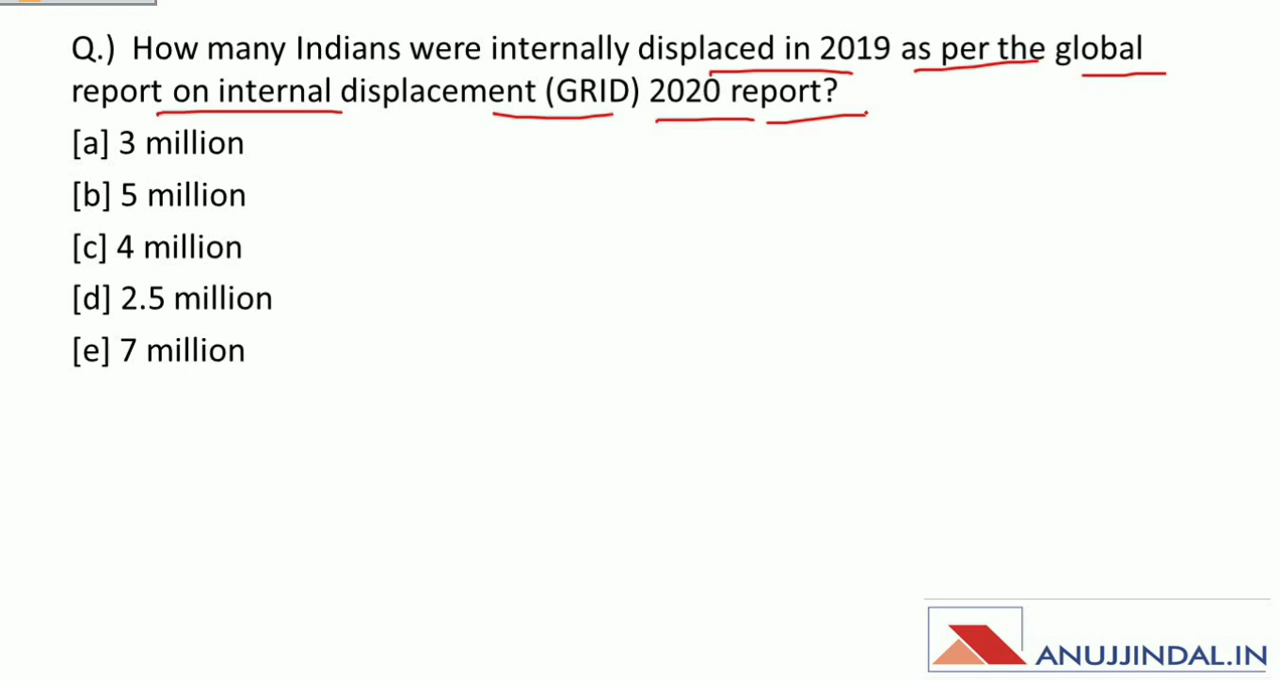 Q.) How many Indians were internally displaced in 2019 as per the global
report on internal displacement (GRID) 2020 report?
[a] 3 million
[b] 5 million
[c] 4 million
[d] 2.5 million
[e] 7 million
ANUJJINDAL.IN